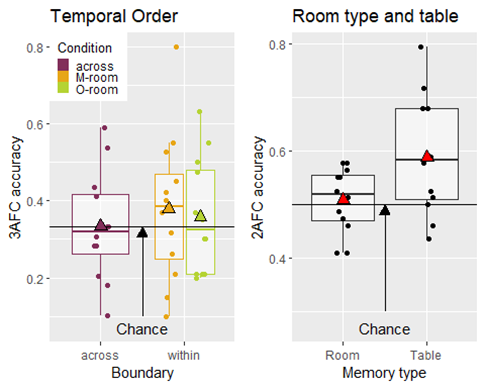 Temporal Order
Condition
across
M-room
O-room
0.8
0.6
0.4
0.2
3AFC accuracy
Chance
across
within
Boundary
Room type and table
0.8
0.6
0.4
2AFC accuracy
Chance
Room
Table
Memory type